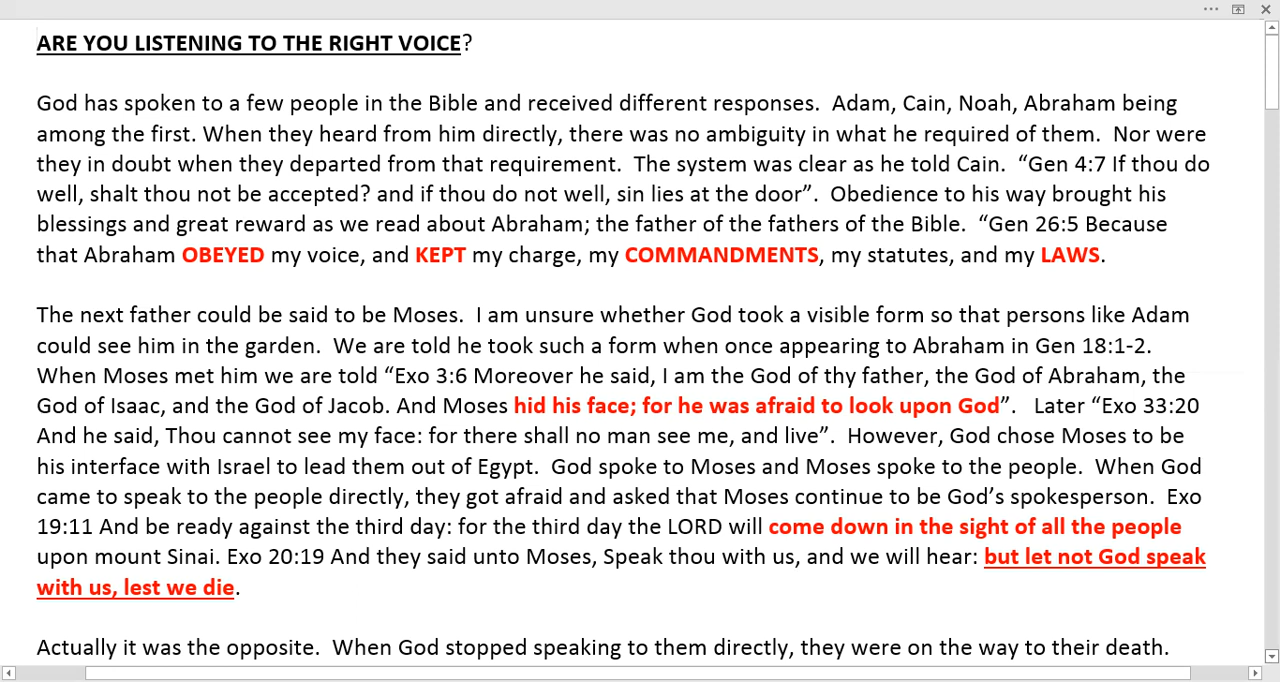 ARE YOU LISTENING TO THE RIGHT VOICE?
God has spoken to a few people in the Bible and received different responses.  Adam, Cain, Noah, Abraham being
among the first. When they heard from him directly, there was no ambiguity in what he required of them.  Nor were
they in doubt when they departed from that requirement.  The system was clear as he told Cain.  “Gen 4:7 If thou do
well, shalt thou not be accepted? and if thou do not well, sin lies at the door”.  Obedience to his way brought his
blessings and great reward as we read about Abraham; the father of the fathers of the Bible.  “Gen 26:5 Because
that Abraham OBEYED my voice, and KEPT my charge, my COMMANDMENTS, my statutes, and my LAWS.
The next father could be said to be Moses.  I am unsure whether God took a visible form so that persons like Adam
could see him in the garden.  We are told he took such a form when once appearing to Abraham in Gen 18:1-2.
When Moses met him we are told “Exo 3:6 Moreover he said, I am the God of thy father, the God of Abraham, the
God of Isaac, and the God of Jacob. And Moses hid his face; for he was afraid to look upon God”.   Later “Exo 33:20
And he said, Thou cannot see my face: for there shall no man see me, and live”.  However, God chose Moses to be
his interface with Israel to lead them out of Egypt.  God spoke to Moses and Moses spoke to the people.  When God
came to speak to the people directly, they got afraid and asked that Moses continue to be God’s spokesperson.  Exo
19:11 And be ready against the third day: for the third day the LORD will come down in the sight of all the people
upon mount Sinai. Exo 20:19 And they said unto Moses, Speak thou with us, and we will hear: but let not God speak
with us, lest we die.
Actually it was the opposite.  When God stopped speaking to them directly, they were on the way to their death.